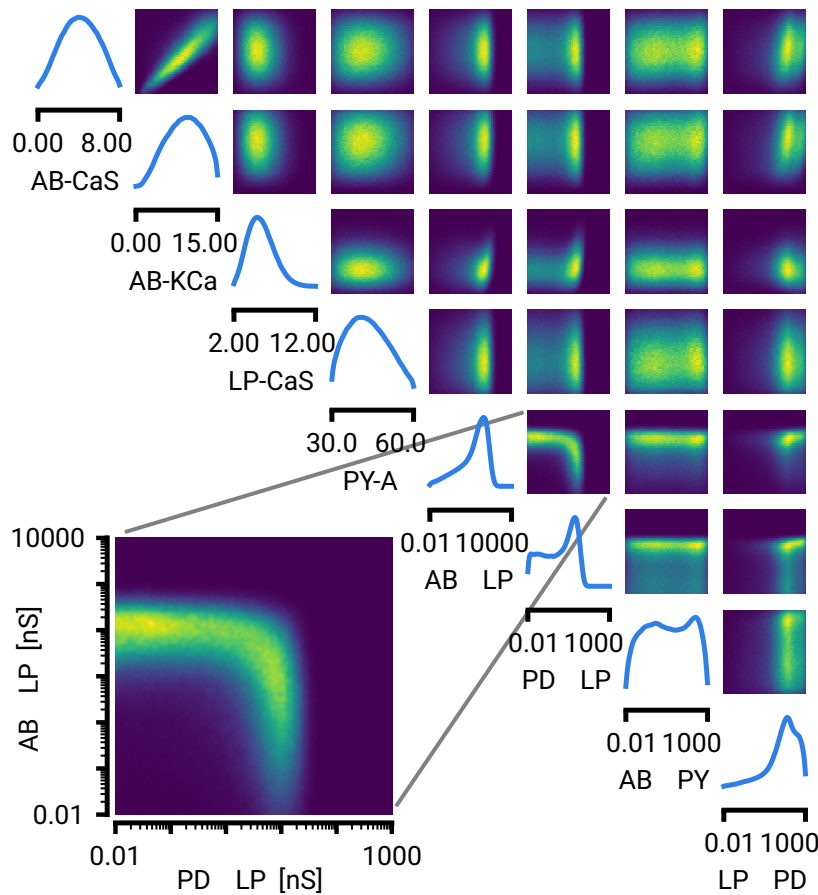 0.00 8.00
AB-CaS
0.00 15.00
AB-KCa
2.00 12.00
LP-CaS
30.0 60.0
PY-A
0.01 10000
AB LP
0.01 1000
PD LP
0.01 1000
AB PY
0.01 1000
LP PD
10000
AB LP [nS]
0.01
0.01 1000
PD LP [nS]